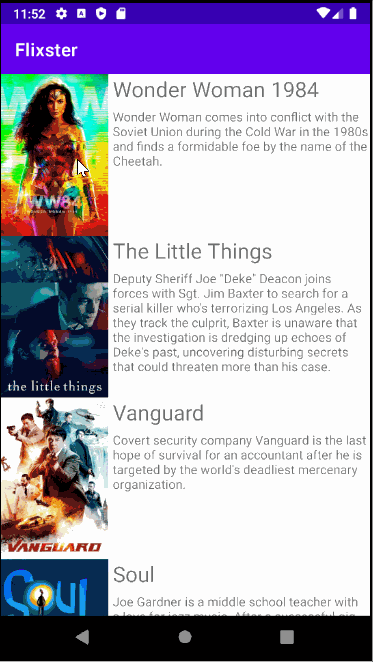 11:52
Flixster
Wonder Woman 1984
Wonder Woman comes into conflict with the
Soviet Union during the Cold War in the 1980s
and finds a formidable foe by the name of the
Cheetah.
WW84
The Little Things
Deputy Sheriff Joe "Deke" Deacon joins
forces with Sgt. Jim Baxter to search for a
serial killer who's terrorizing Los Angeles. As
they track the culprit, Baxter is unaware that
the investigation is dredging up echoes of
Deke's past, uncovering disturbing secrets
that could threaten more than his case.
the little things
Vanguard
Covert security company Vanguard is the last
hope of survival for an accountant after he is
targeted by the world's deadliest mercenary
organization.
VANGUARD
Soul
Joe Gardner is a middle school teacher with
a love for jazz music. After a successful gig
Soul